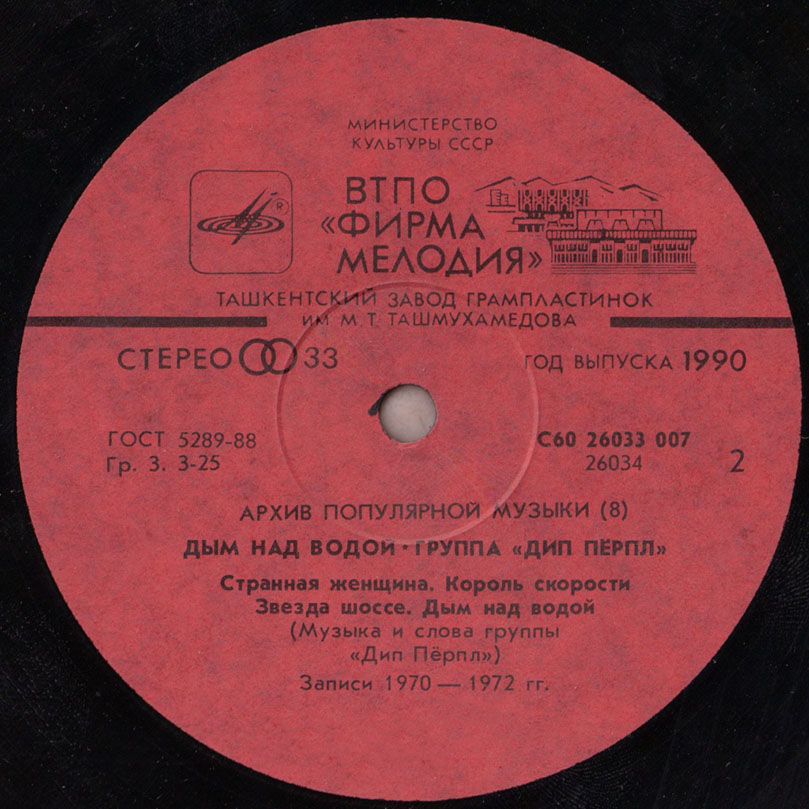 МИНИСТЕРСТВО
КУЛЬТУРЫ СССР
ВТПО
«ФИРМА
МЕЛОДИЯ»
®
ТАШКЕНТСКИЙ ЗАВОД ГРАМПЛАСТИНОК
ИМ М. Т. ТАШМУХАМЕДОВА
СТЕРЕО 33
ГОД ВЫПУСКА 1990
ГОСТ 5289-88
Гр. 3. 3-25
С60 26033 007
26034
2
АРХИВ ПОПУЛЯРНОЙ МУЗЫКИ (8)
ДЫМ НАД ВОДОЙ · ГРУППА «ДИП ПЁРПЛ»
Странная женщина. Король скорости
Звезда шоссе. Дым над водой
(Музыка и слова группы
«Дип Пёрпл»)
Записи 1970 — 1972 гг.